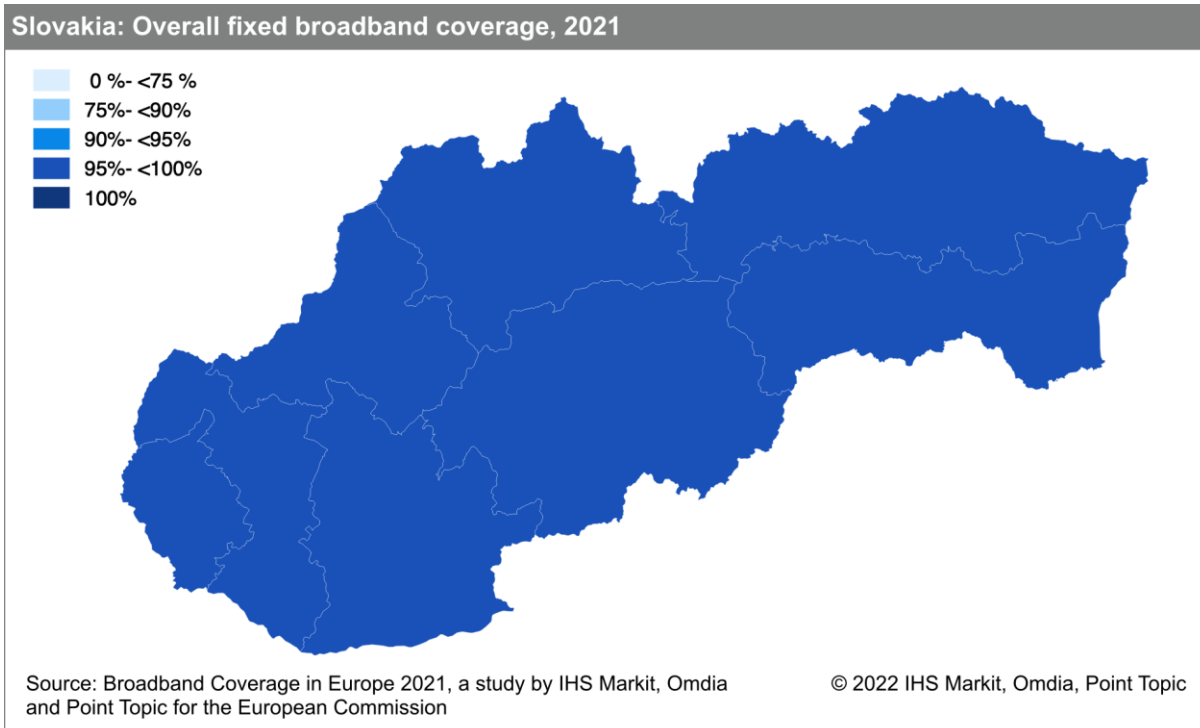 Slovakia: Overall fixed broadband coverage, 2021
0 %- <75 %
75%- <90%
90%- <95%
95%- <100%
100%
Source: Broadband Coverage in Europe 2021, a study by IHS Markit, Omdia
and Point Topic for the European Commission
© 2022 IHS Markit, Omdia, Point Topic